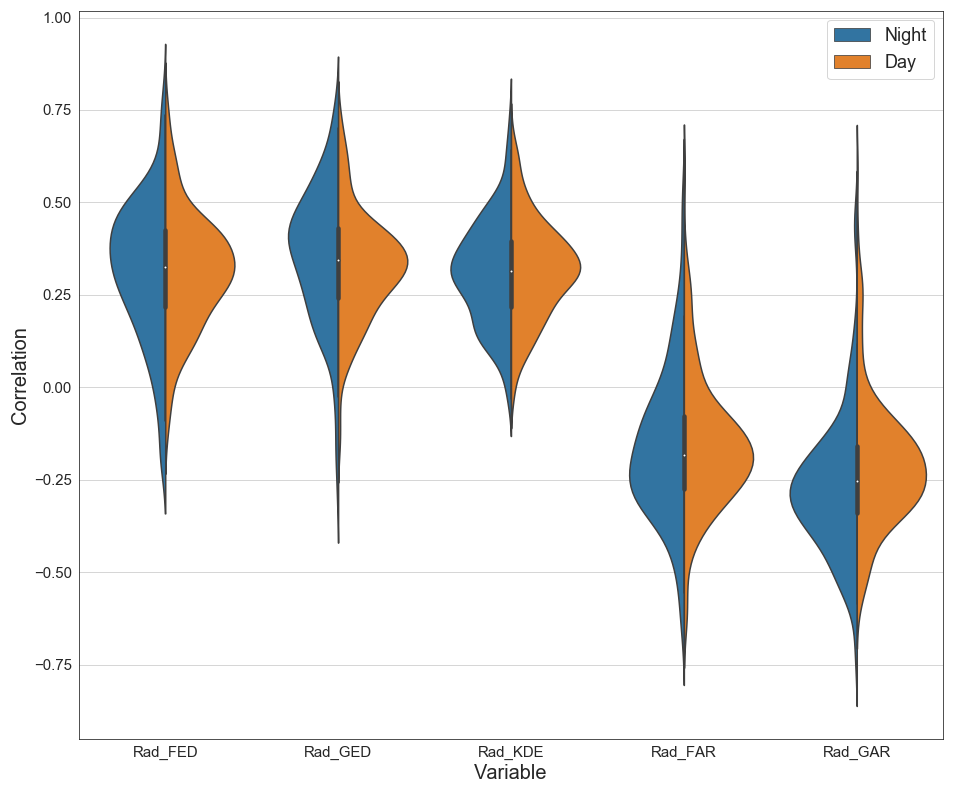 1.00
0.75
0.50
0.25
0.00
−0.25
−0.50
−0.75
Correlation
Night
Day
Rad_FED
Rad_GED
Rad_KDE
Rad_FAR
Rad_GAR
Variable